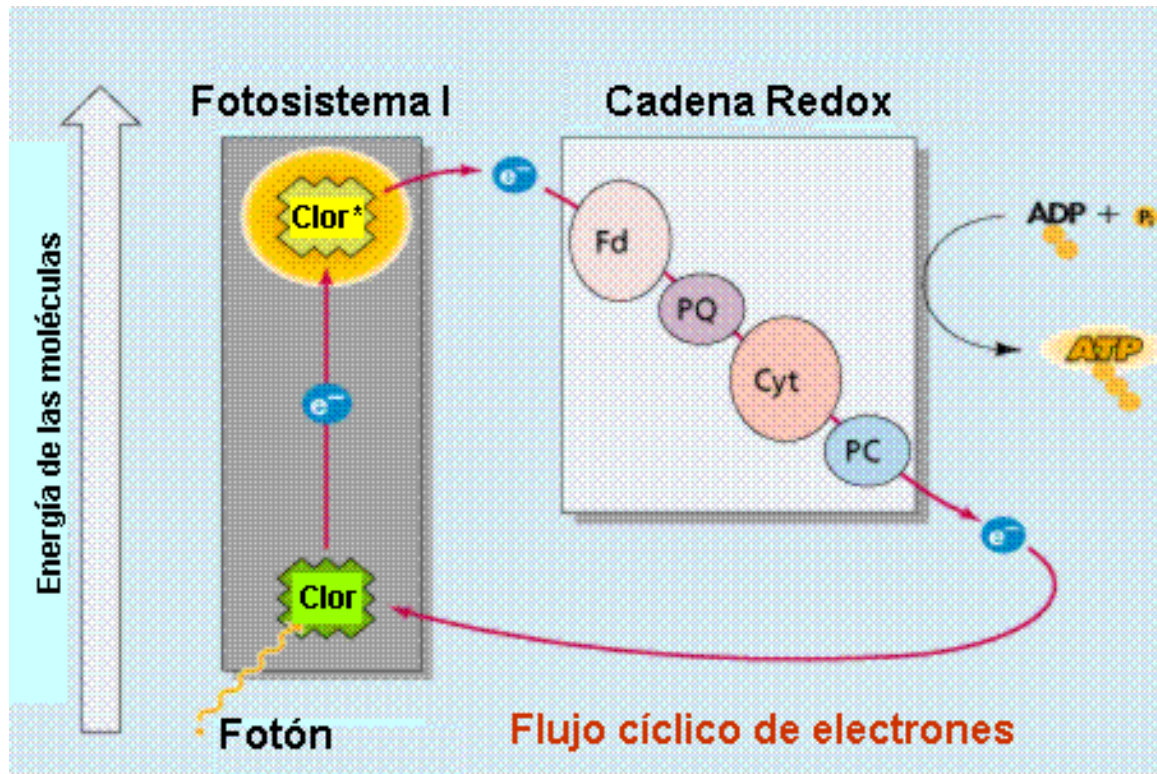 Fotosistema I
Cadena Redox
Energía de las moléculas
Clor*
e⁻
Fd
PQ
Cyt
PC
ADP + Pᵢ
ATP
e⁻
Clor
e⁻
Fotón
Flujo cíclico de electrones